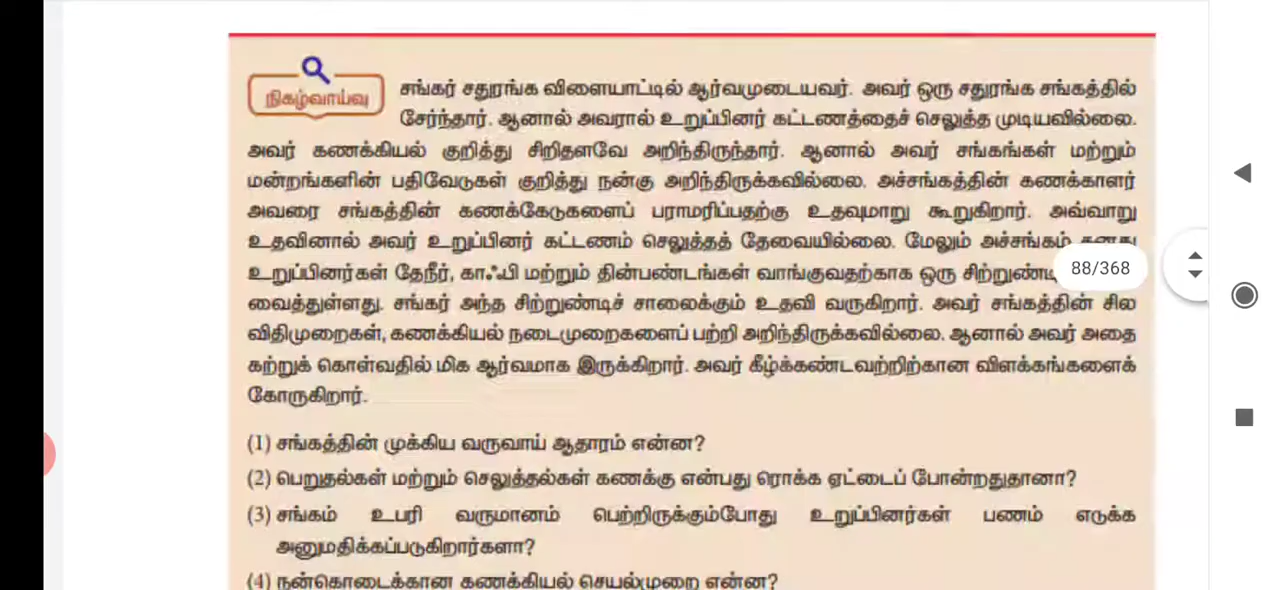 நிகழ்வாய்வு
சங்கர் சதுரங்க விளையாட்டில் ஆர்வமுடையவர். அவர் ஒரு சதுரங்க சங்கத்தில்
சேர்ந்தார். ஆனால் அவரால் உறுப்பினர் கட்டணத்தைச் செலுத்த முடியவில்லை.
அவர் கணக்கியல் குறித்து சிறிதளவே அறிந்திருந்தார். ஆனால் அவர் சங்கங்கள் மற்றும்
மன்றங்களின் பதிவேடுகள் குறித்து நன்கு அறிந்திருக்கவில்லை. அச்சங்கத்தின் கணக்காளர்
அவரை சங்கத்தின் கணக்கேடுகளைப் பராமரிப்பதற்கு உதவுமாறு கூறுகிறார். அவ்வாறு
உதவினால் அவர் உறுப்பினர் கட்டணம் செலுத்தத் தேவையில்லை. மேலும் அச்சங்கம்
உறுப்பினர்கள் தேநீர், காஃபி மற்றும் தின்பண்டங்கள் வாங்குவதற்காக ஒரு
88/368
வைத்துள்ளது. சங்கர் அந்த சிற்றுண்டிச் சாலைக்கும் உதவி வருகிறார். அவர் சங்கத்தின் சில
விதிமுறைகள், கணக்கியல் நடைமுறைகளைப் பற்றி அறிந்திருக்கவில்லை. ஆனால் அவர் அதை
கற்றுக் கொள்வதில் மிக ஆர்வமாக இருக்கிறார். அவர் கீழ்க்கண்டவற்றிற்கான விளக்கங்களைக்
கோருகிறார்.
(1) சங்கத்தின் முக்கிய வருவாய் ஆதாரம் என்ன?
(2) பெறுதல்கள் மற்றும் செலுத்தல்கள் கணக்கு என்பது ரொக்க ஏட்டைப் போன்றதுதானா?
(3) சங்கம் உபரி வருமானம் பெற்றிருக்கும்போது உறுப்பினர்கள் பணம் எடுக்க
அனுமதிக்கப்படுகிறார்களா?
(4) நன்கொடைக்கான கணக்கியல் செயல்முறை என்ன?